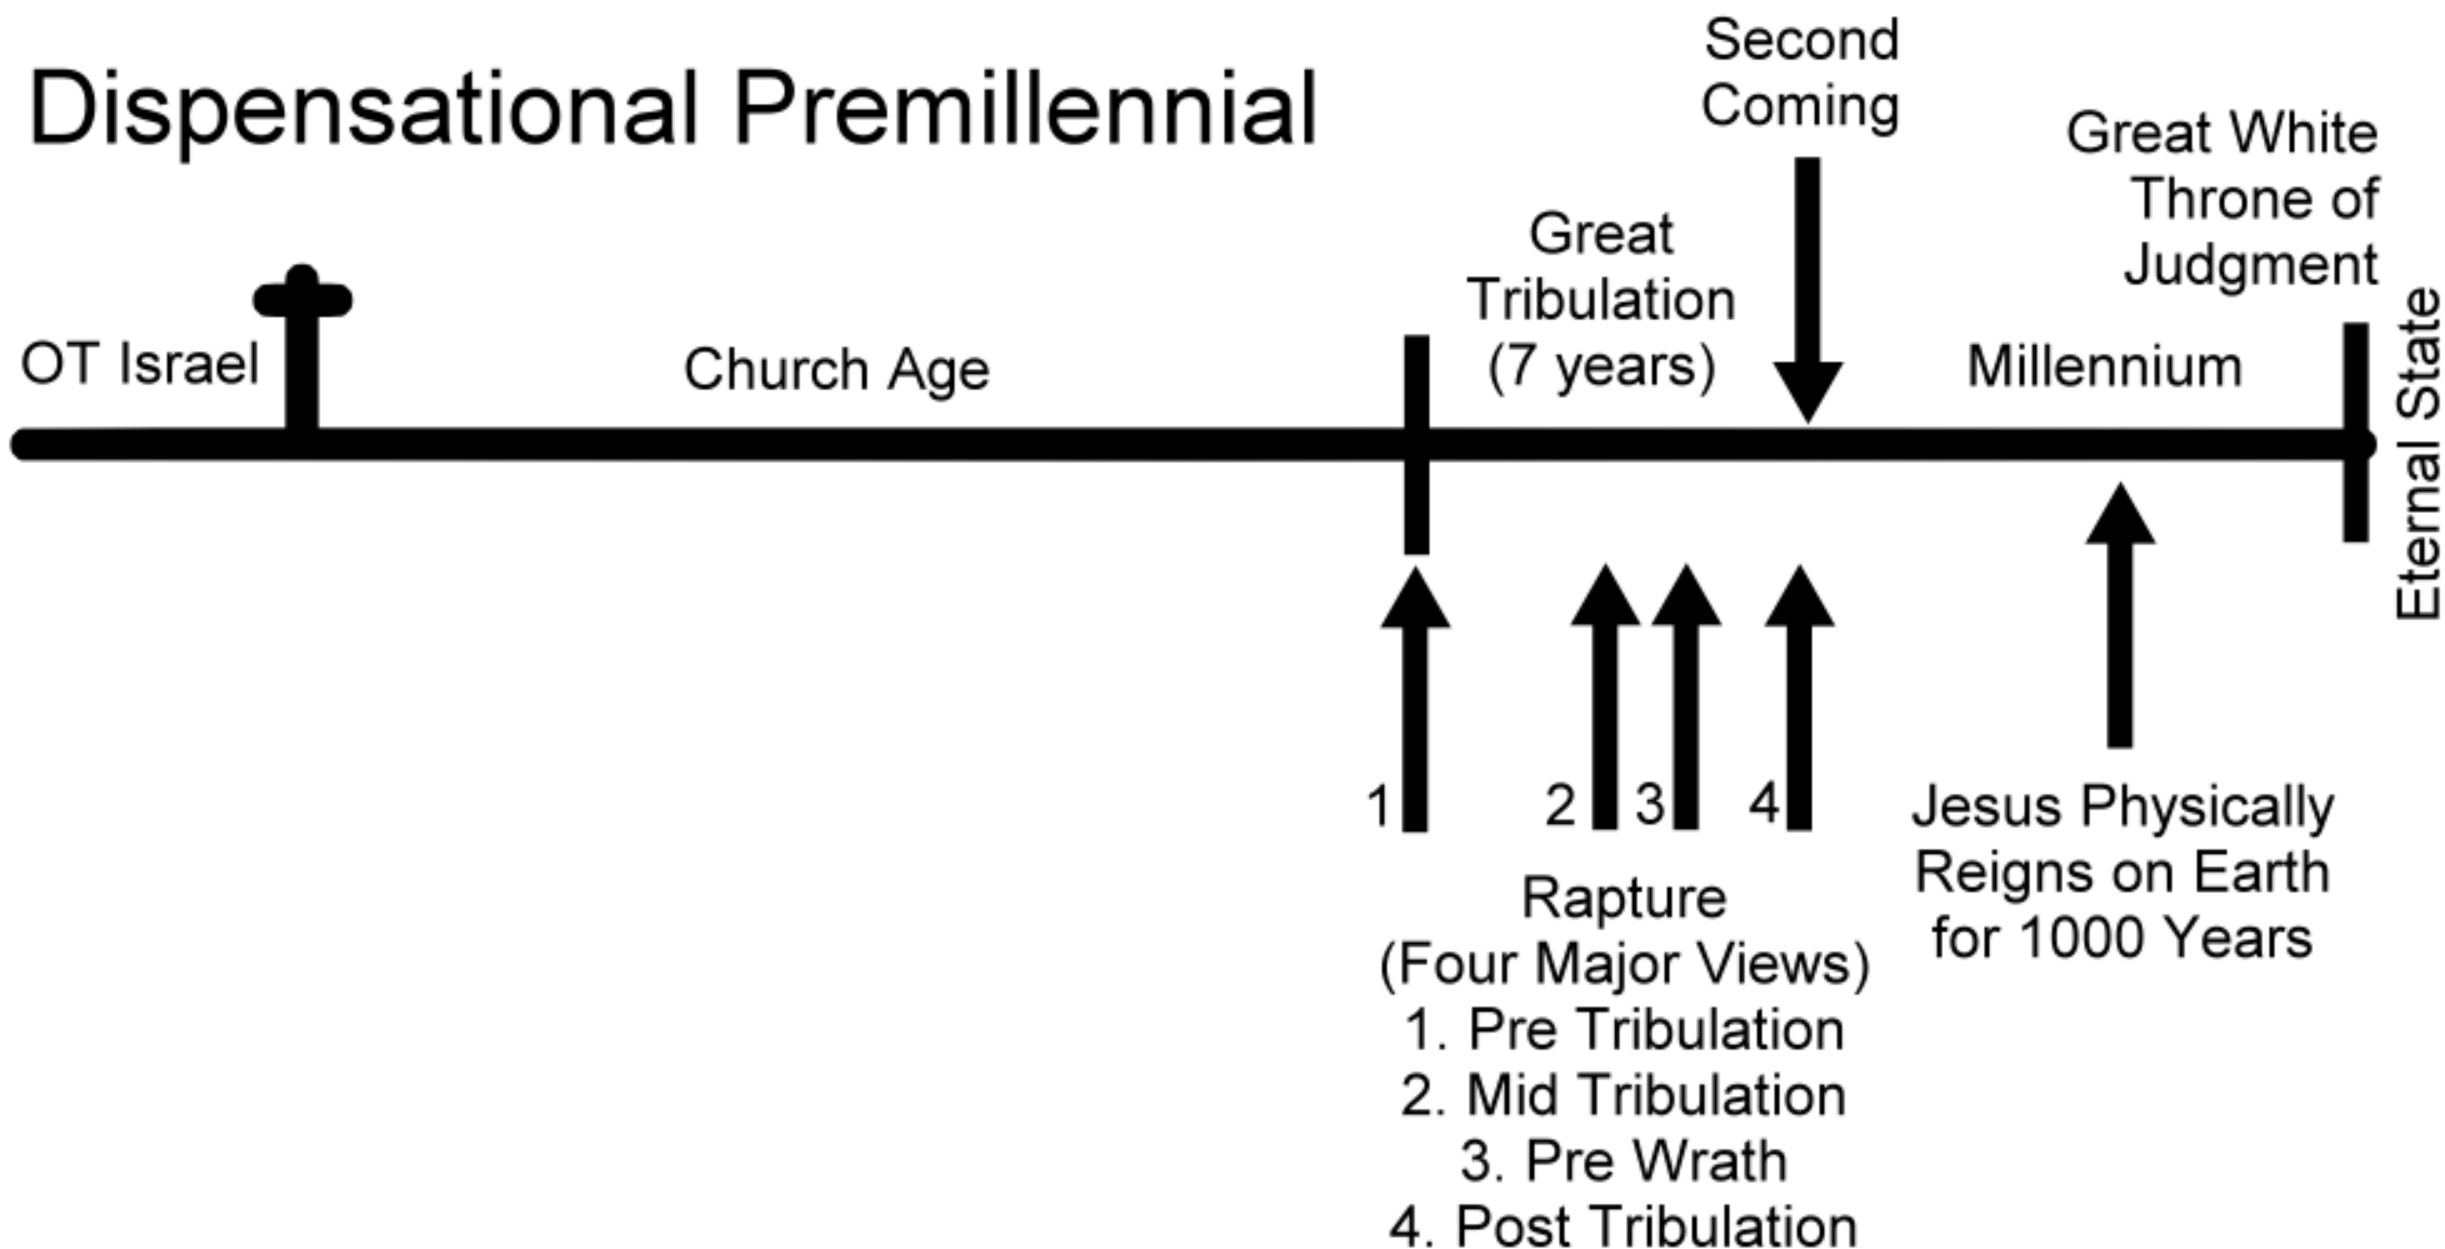 Dispensational Premillennial
Second
Coming
Great White
Throne of
Judgment
Great
Tribulation
(7 years)
OT Israel
Church Age
Millennium
Eternal State
1
2
3
4
Rapture
(Four Major Views)
1. Pre Tribulation
2. Mid Tribulation
3. Pre Wrath
4. Post Tribulation
Jesus Physically
Reigns on Earth
for 1000 Years